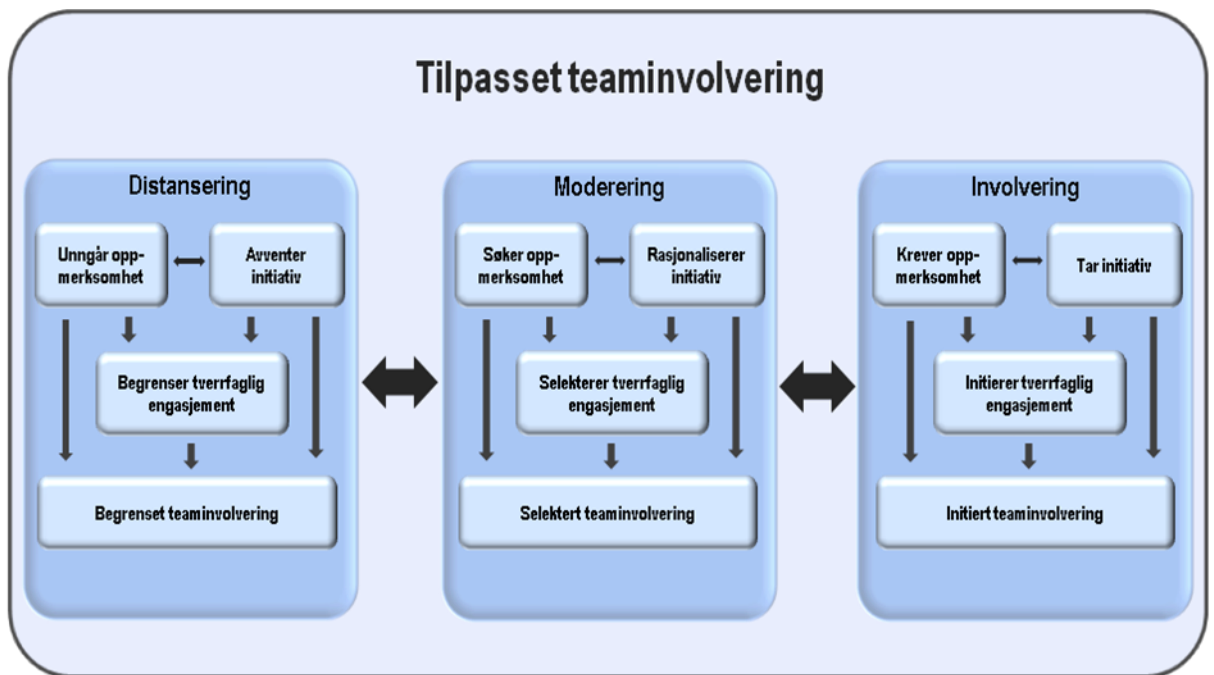 Tilpasset teaminvolvering
Distansering
Unngår opp-
merksomhet
Avventer
initiativ
Begrenser tverrfaglig
engasjement
Begrenset teaminvolvering
Moderering
Søker opp-
merksomhet
Rasjonaliserer
initiativ
Selekterer tverrfaglig
engasjement
Selektert teaminvolvering
Involvering
Krever opp-
merksomhet
Tar initiativ
Initierer tverrfaglig
engasjement
Initiert teaminvolvering